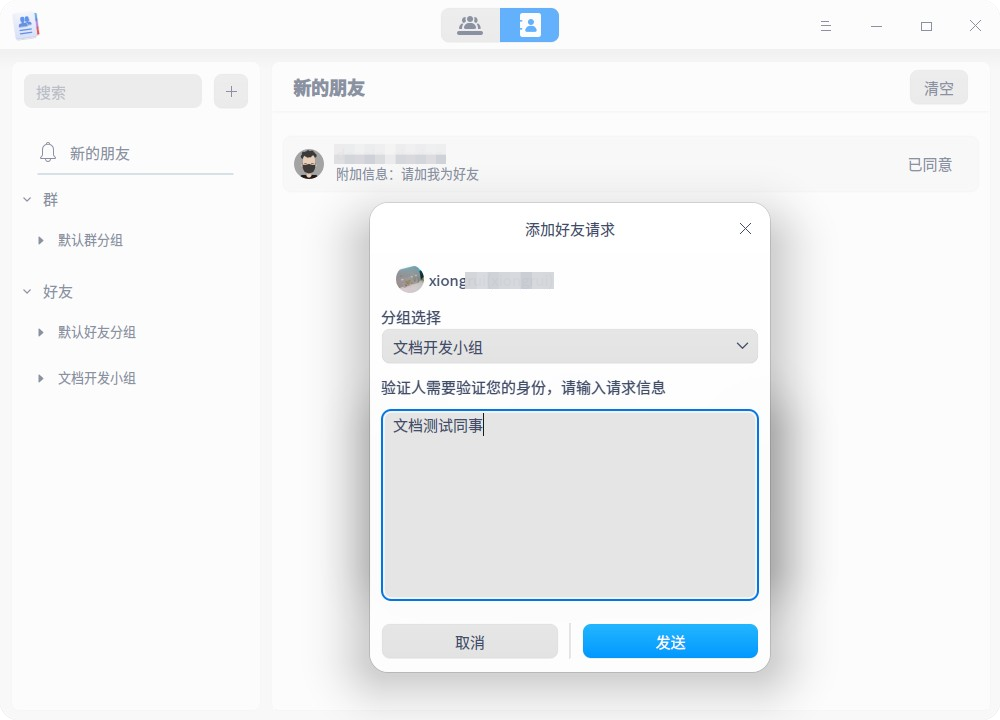 搜索
新的朋友
群
默认群分组
好友
默认好友分组
文档开发小组
新的朋友
清空
附加信息：请加我为好友
已同意
添加好友请求
xiong
分组选择
文档开发小组
验证人需要验证您的身份，请输入请求信息
文档测试同事
取消
发送